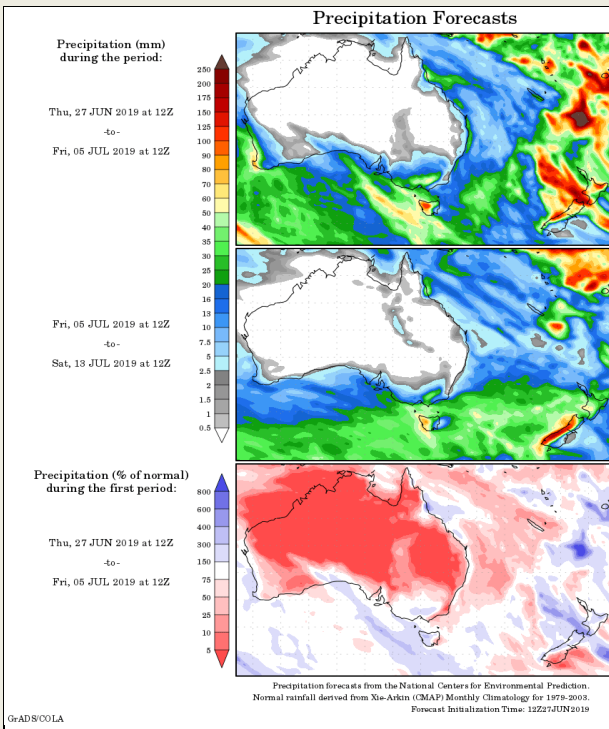 Precipitation Forecasts
Precipitation (mm)
during the period:
Thu, 27 JUN 2019 at 12Z
-to-
Fri, 05 JUL 2019 at 12Z
250
200
175
150
125
100
90
80
70
60
50
40
35
30
25
20
16
13
10
7.5
5
2.5
2
1.5
1
0.5
Fri, 05 JUL 2019 at 12Z
-to-
Sat, 13 JUL 2019 at 12Z
Precipitation (% of normal)
during the first period:
Thu, 27 JUN 2019 at 12Z
-to-
Fri, 05 JUL 2019 at 12Z
800
600
400
300
150
75
50
25
10
5
Precipitation forecasts from the National Centers for Environmental Prediction.
Normal rainfall derived from Xie-Arkin (CMAP) Monthly Climatology for 1979-2003.
Forecast Initialization Time: 12Z27JUN2019
GrADS/COLA